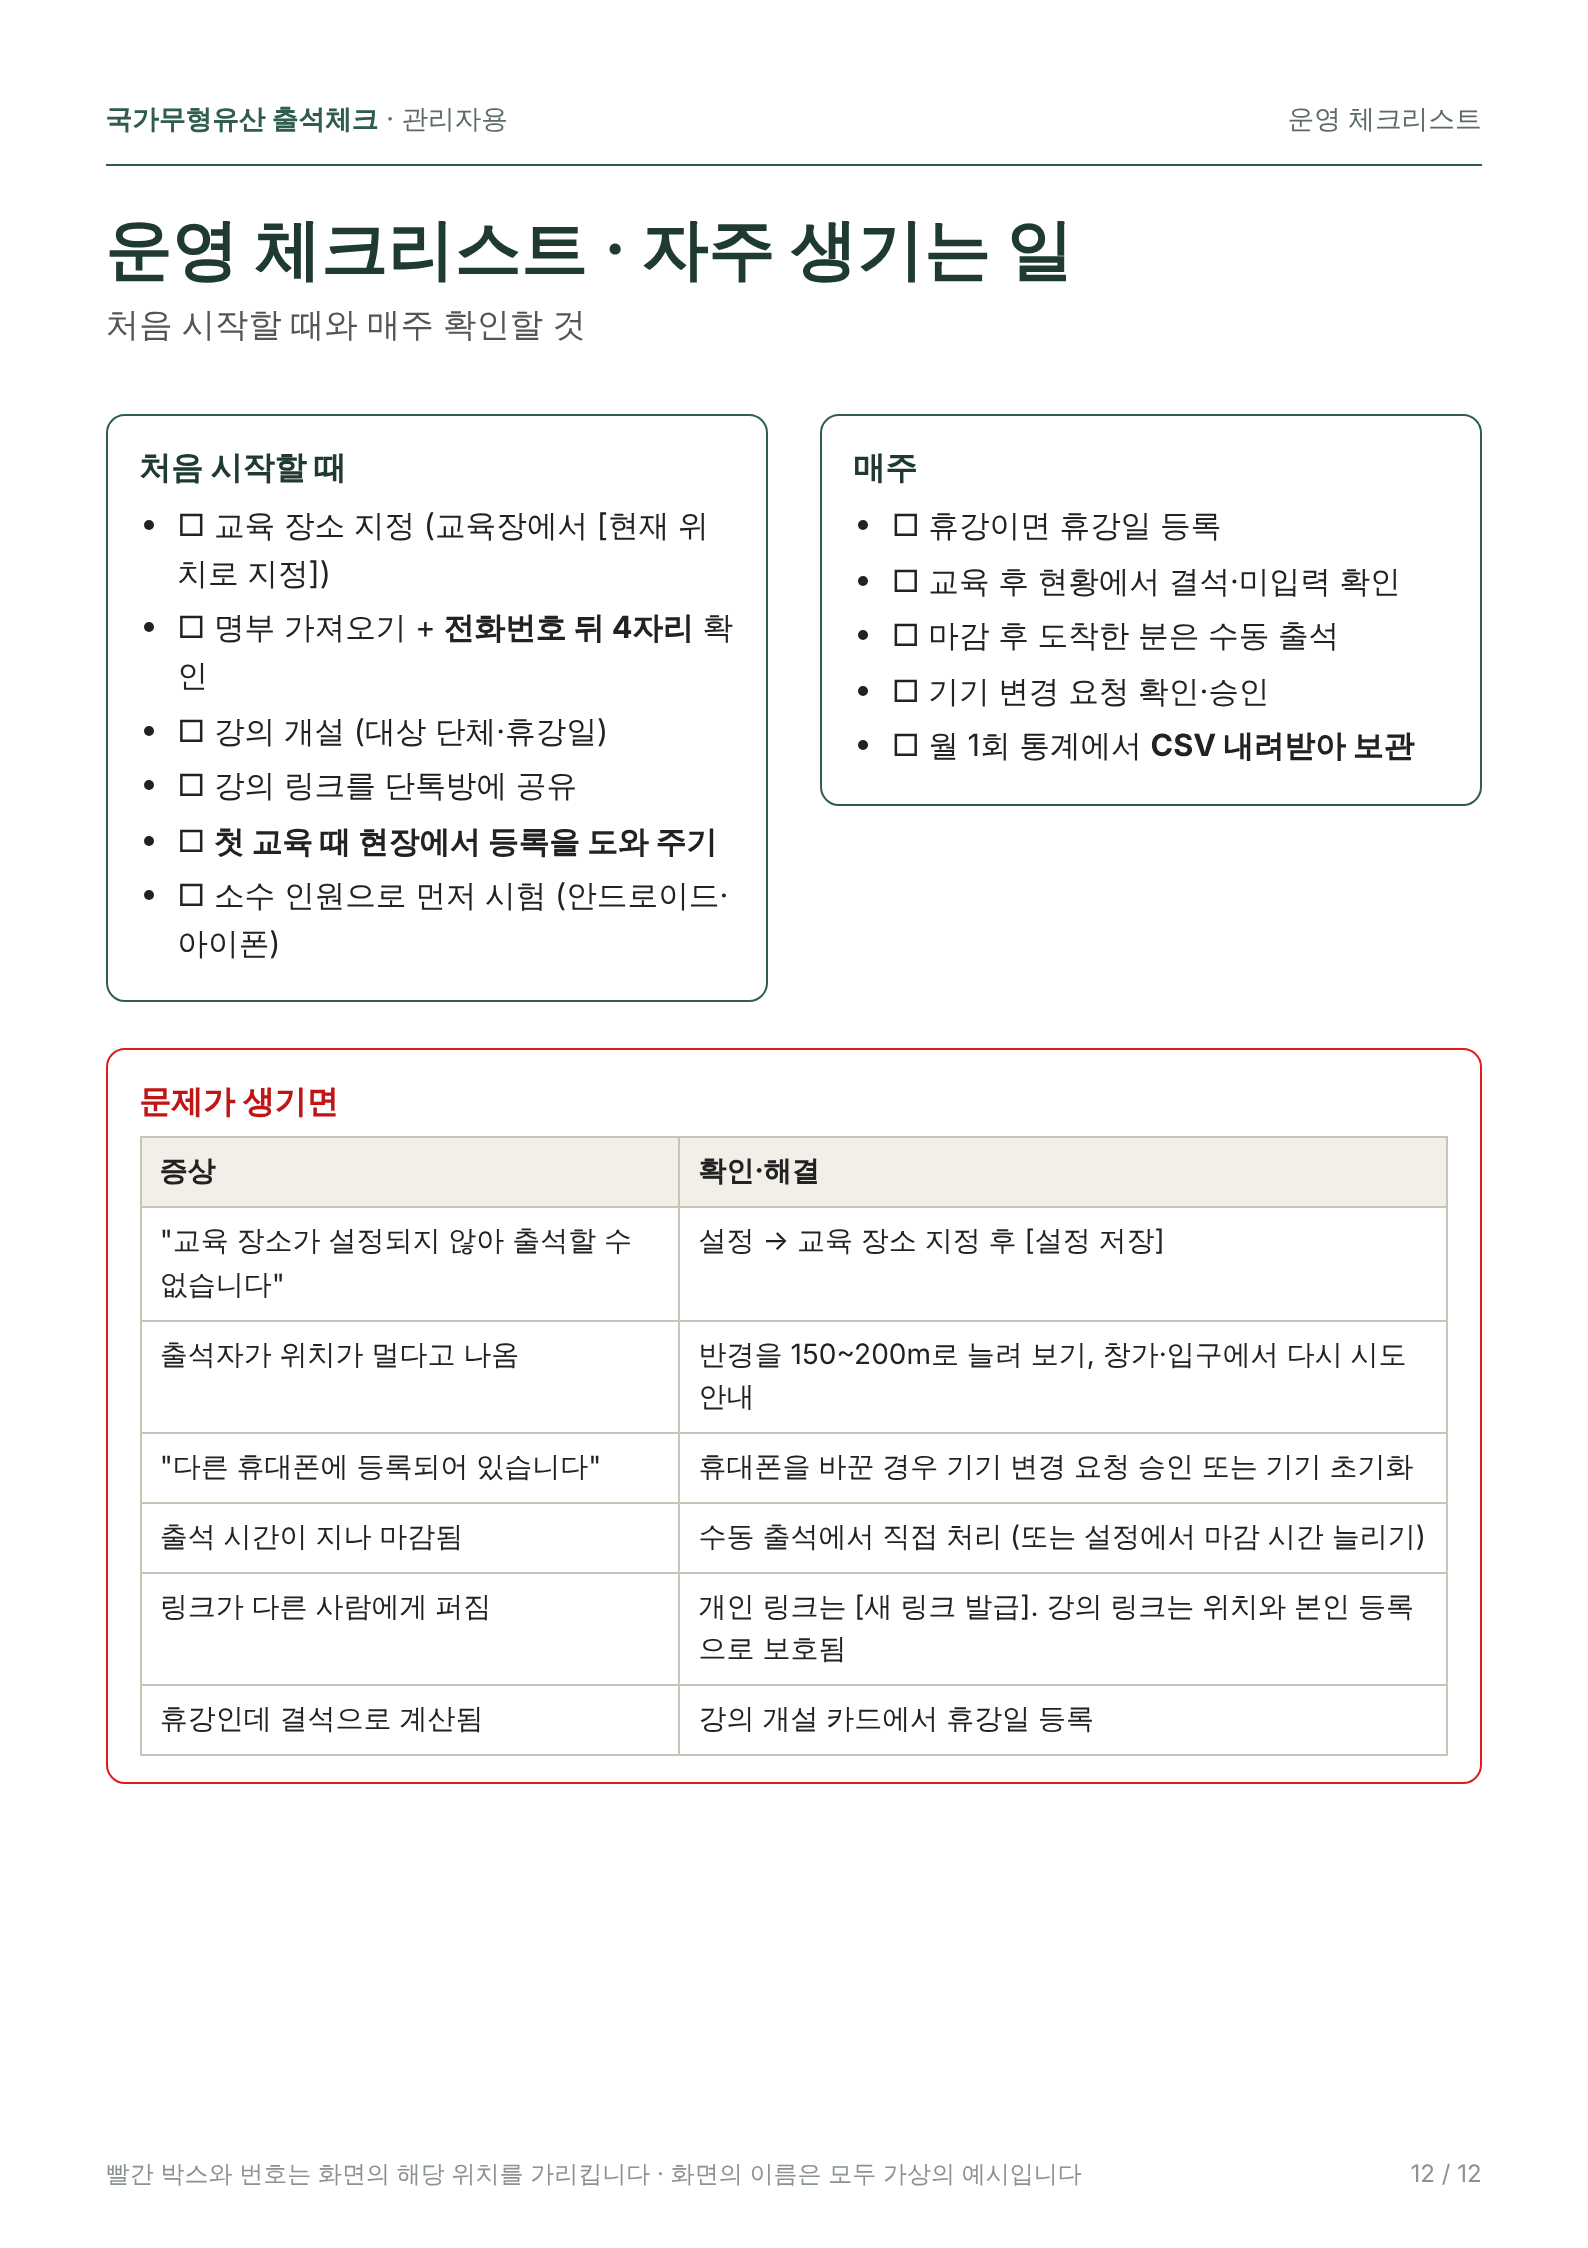 국가무형유산 출석체크 · 관리자용
운영 체크리스트
운영 체크리스트 · 자주 생기는 일
처음 시작할 때와 매주 확인할 것
처음 시작할 때
• ☐ 교육 장소 지정 (교육장에서 [현재 위
치로 지정])
• ☐ 명부 가져오기 + 전화번호 뒤 4자리 확
인
• ☐ 강의 개설 (대상 단체·휴강일)
• ☐ 강의 링크를 단톡방에 공유
• ☐ 첫 교육 때 현장에서 등록을 도와 주기
• ☐ 소수 인원으로 먼저 시험 (안드로이드·
아이폰)
매주
• ☐ 휴강이면 휴강일 등록
• ☐ 교육 후 현황에서 결석·미입력 확인
• ☐ 마감 후 도착한 분은 수동 출석
• ☐ 기기 변경 요청 확인·승인
• ☐ 월 1회 통계에서 CSV 내려받아 보관
문제가 생기면
증상
확인·해결
"교육 장소가 설정되지 않아 출석할 수
없습니다"
설정 → 교육 장소 지정 후 [설정 저장]
출석자가 위치가 멀다고 나옴
반경을 150~200m로 늘려 보기, 창가·입구에서 다시 시도
안내
"다른 휴대폰에 등록되어 있습니다"
휴대폰을 바꾼 경우 기기 변경 요청 승인 또는 기기 초기화
출석 시간이 지나 마감됨
수동 출석에서 직접 처리 (또는 설정에서 마감 시간 늘리기)
링크가 다른 사람에게 퍼짐
개인 링크는 [새 링크 발급]. 강의 링크는 위치와 본인 등록
으로 보호됨
휴강인데 결석으로 계산됨
강의 개설 카드에서 휴강일 등록
빨간 박스와 번호는 화면의 해당 위치를 가리킵니다 · 화면의 이름은 모두 가상의 예시입니다
12 / 12